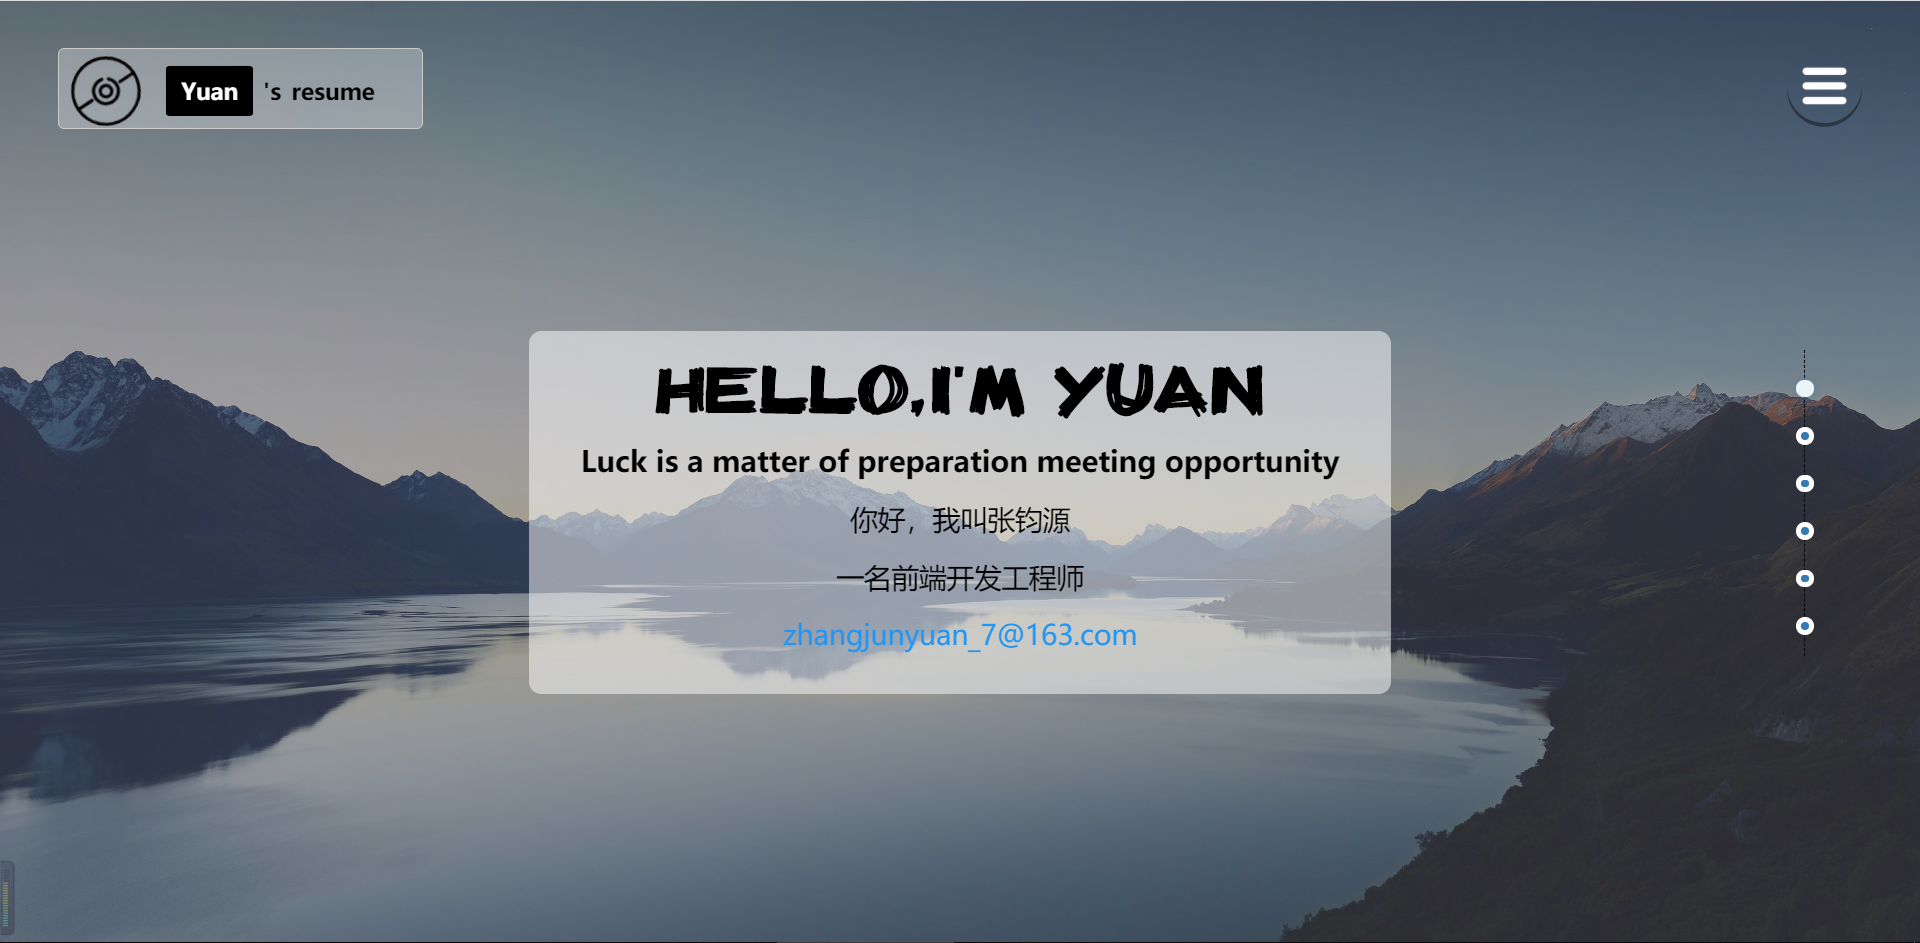 Yuan 's resume
HELLO,I'M YUAN
Luck is a matter of preparation meeting opportunity
你好，我叫张钧源
一名前端开发工程师
zhangjunyuan_7@163.com